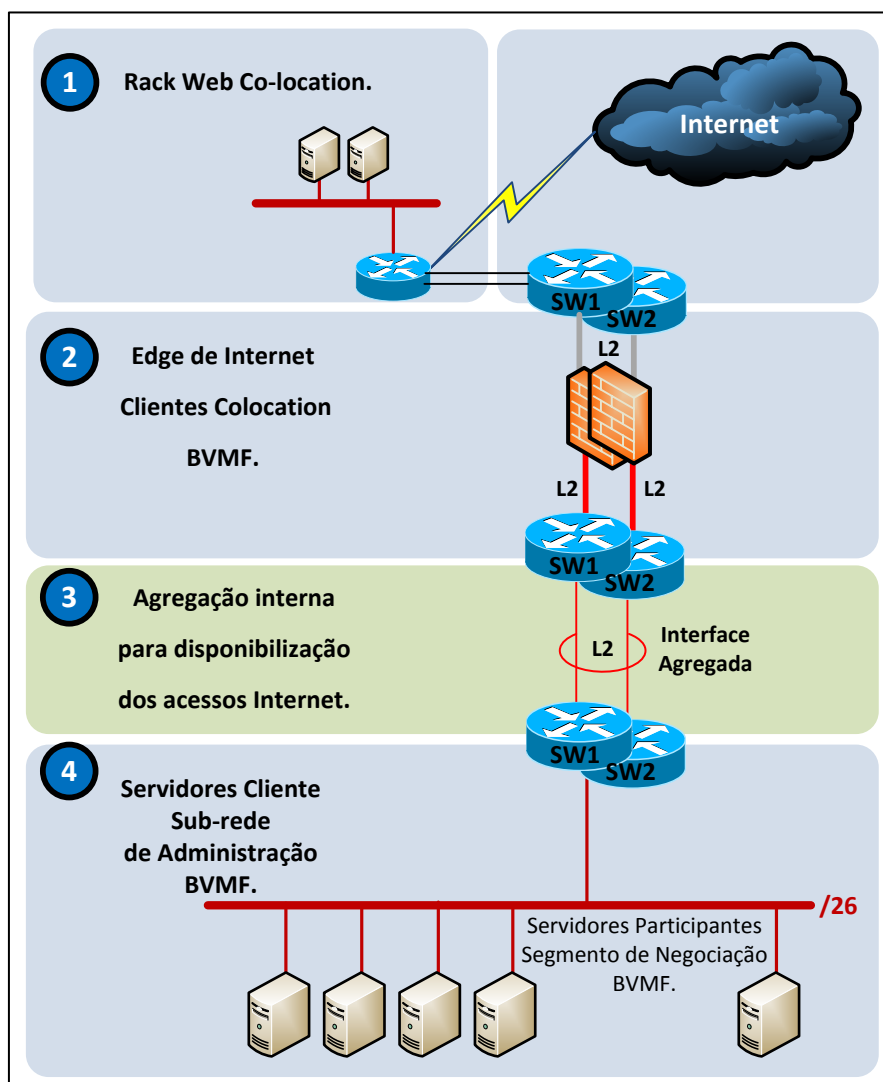 1
Rack Web Co-location.
Internet
SW1
SW2
2
Edge de Internet
Clientes Colocation
BVMF.
L2
L2
L2
SW1
SW2
3
Agregação interna
para disponibilização
dos acessos Internet.
L2
Interface
Agregada
SW1
SW2
4
Servidores Cliente
Sub-rede
de Administração
BVMF.
/26
Servidores Participantes
Segmento de Negociação
BVMF.